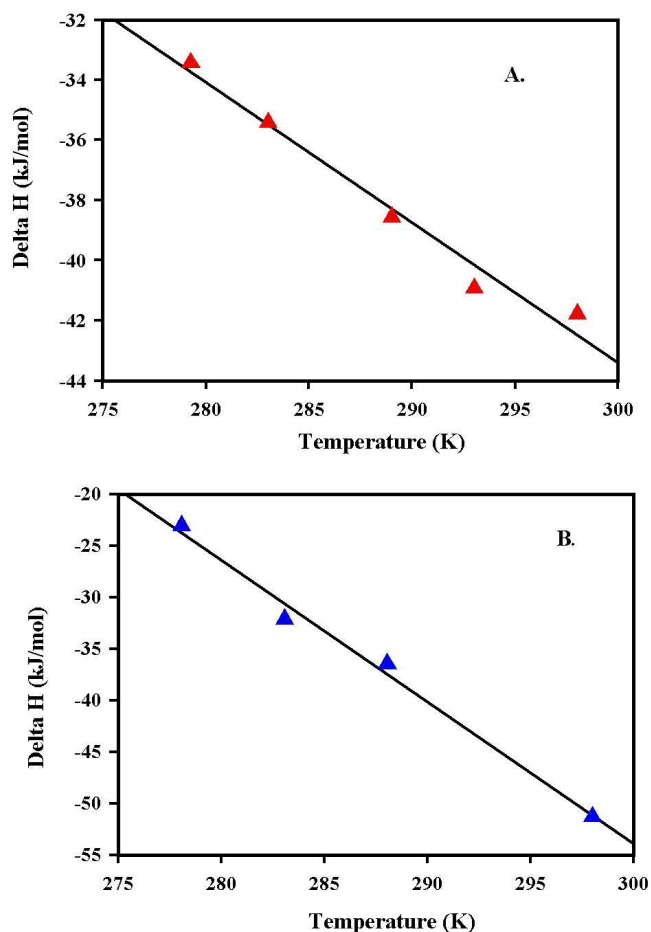 -32
A.
-34
-36
-38
-40
-42
-44
Delta H (kJ/mol)
275 280 285 290 295 300
Temperature (K)
-20
B.
-25
-30
-35
-40
-45
-50
-55
Delta H (kJ/mol)
275 280 285 290 295 300
Temperature (K)